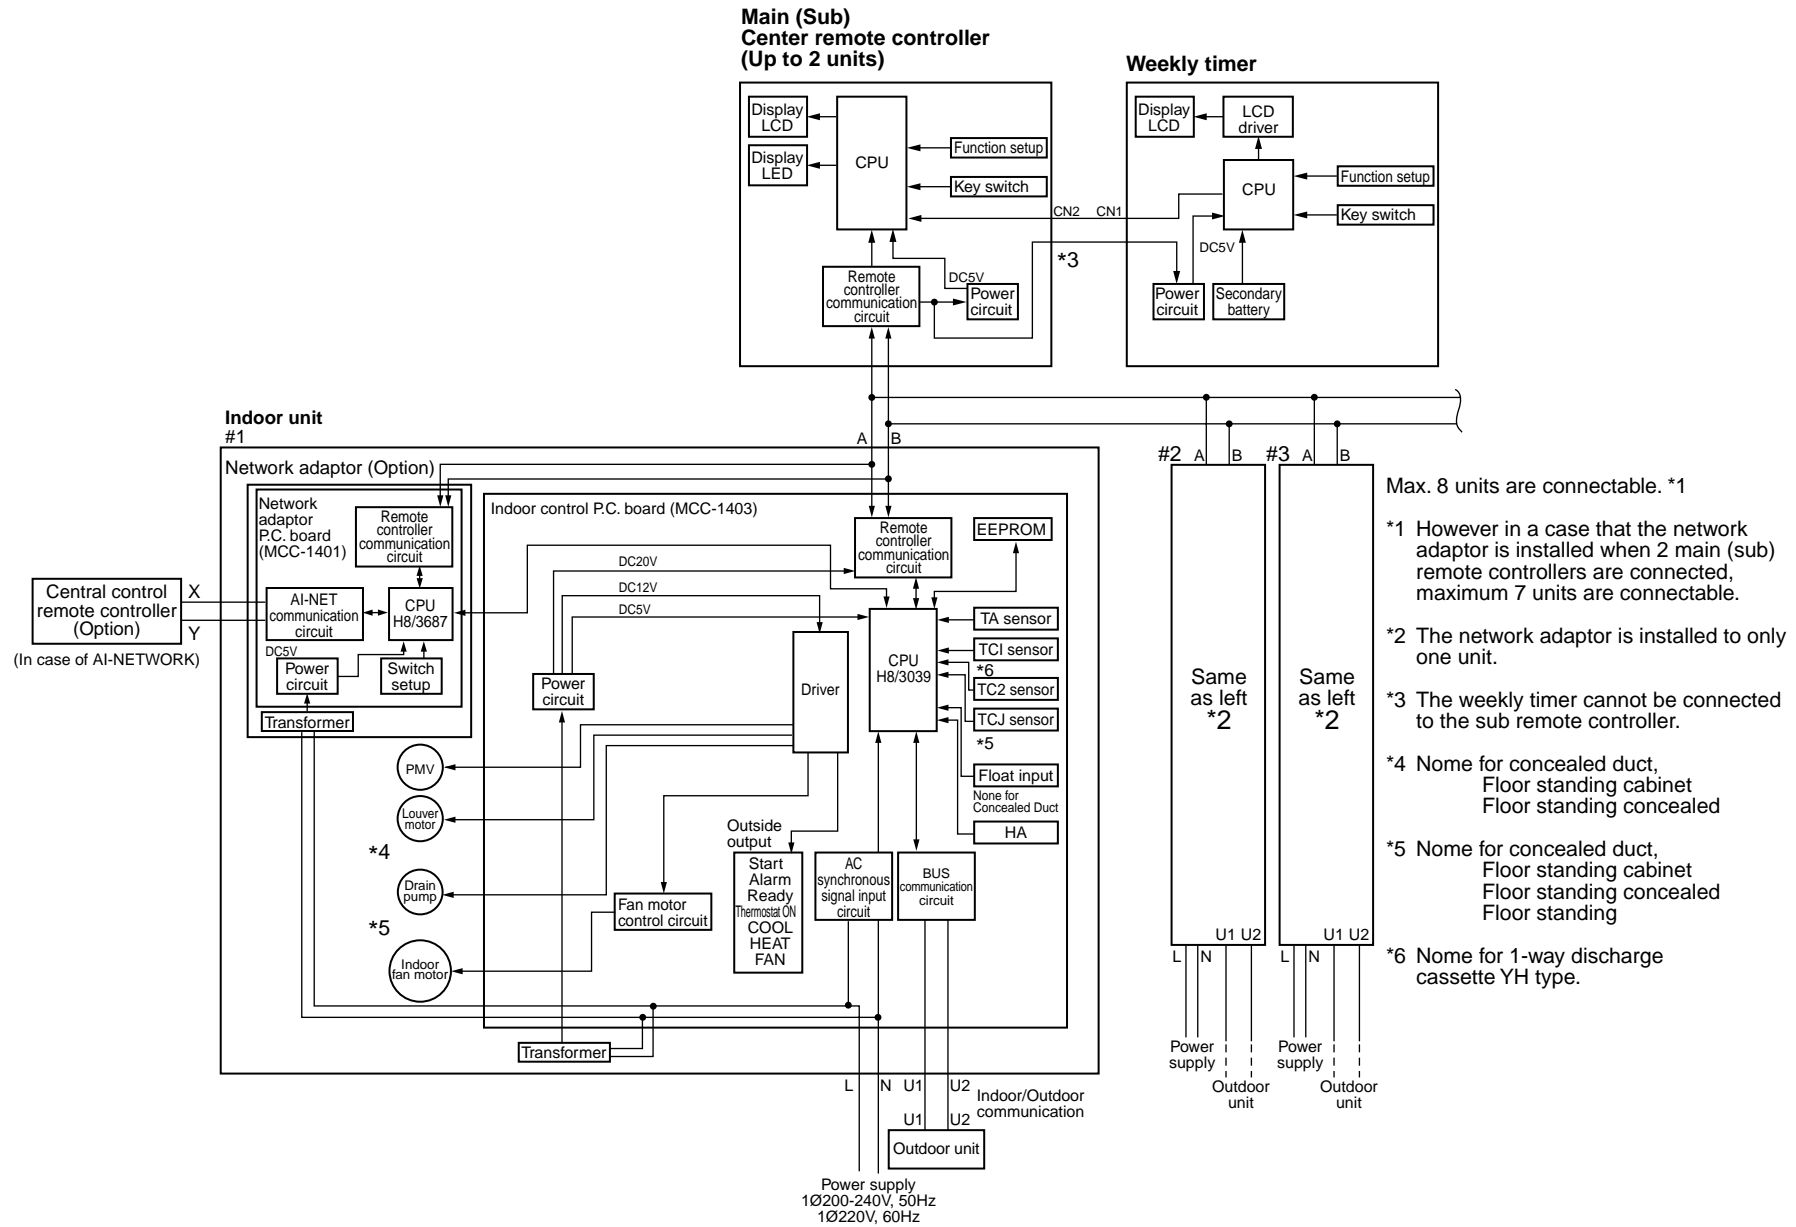 Main (Sub)
Center remote controller
(Up to 2 units)
Display
LCD
Display
LED
CPU
Function setup
Key switch
Remote
controller
communication
circuit
DC5V
Power
circuit
CN2
CN1
*3
Weekly timer
Display
LCD
LCD
driver
CPU
Function setup
Key switch
DC5V
Power
circuit
Secondary
battery
Indoor unit
#1
A
B
Network adaptor (Option)
Network
adaptor
P.C. board
(MCC-1401)
Remote
controller
communication
circuit
Central control
remote controller
(Option)
X
Y
(In case of AI-NETWORK)
AI-NET
communication
circuit
CPU
H8/3687
DC5V
Power
circuit
Switch
setup
Transformer
Indoor control P.C. board (MCC-1403)
Remote
controller
communication
circuit
EEPROM
DC20V
DC12V
DC5V
Power
circuit
Driver
CPU
H8/3039
TA sensor
TCI sensor
*6
TC2 sensor
TCJ sensor
*5
Float input
None for
Concealed Duct
HA
PMV
Louver
motor
*4
Drain
pump
*5
Indoor
fan motor
Fan motor
control circuit
Outside
output
Start
Alarm
Ready
Thermostat ON
COOL
HEAT
FAN
AC
synchronous
signal input
circuit
BUS
communication
circuit
Transformer
L
N
U1
U2
Indoor/Outdoor
communication
U1
U2
Outdoor unit
Power supply
1Ø200-240V, 50Hz
1Ø220V, 60Hz
#2
A
B
Same
as left
*2
U1 U2
L
N
Power
supply
Outdoor
unit
#3
A
B
Same
as left
*2
U1 U2
L
N
Power
supply
Outdoor
unit
Max. 8 units are connectable. *1
*1 However in a case that the network
adaptor is installed when 2 main (sub)
remote controllers are connected,
maximum 7 units are connectable.
*2 The network adaptor is installed to only
one unit.
*3 The weekly timer cannot be connected
to the sub remote controller.
*4 Nome for concealed duct,
Floor standing cabinet
Floor standing concealed
*5 Nome for concealed duct,
Floor standing cabinet
Floor standing concealed
Floor standing
*6 Nome for 1-way discharge
cassette YH type.